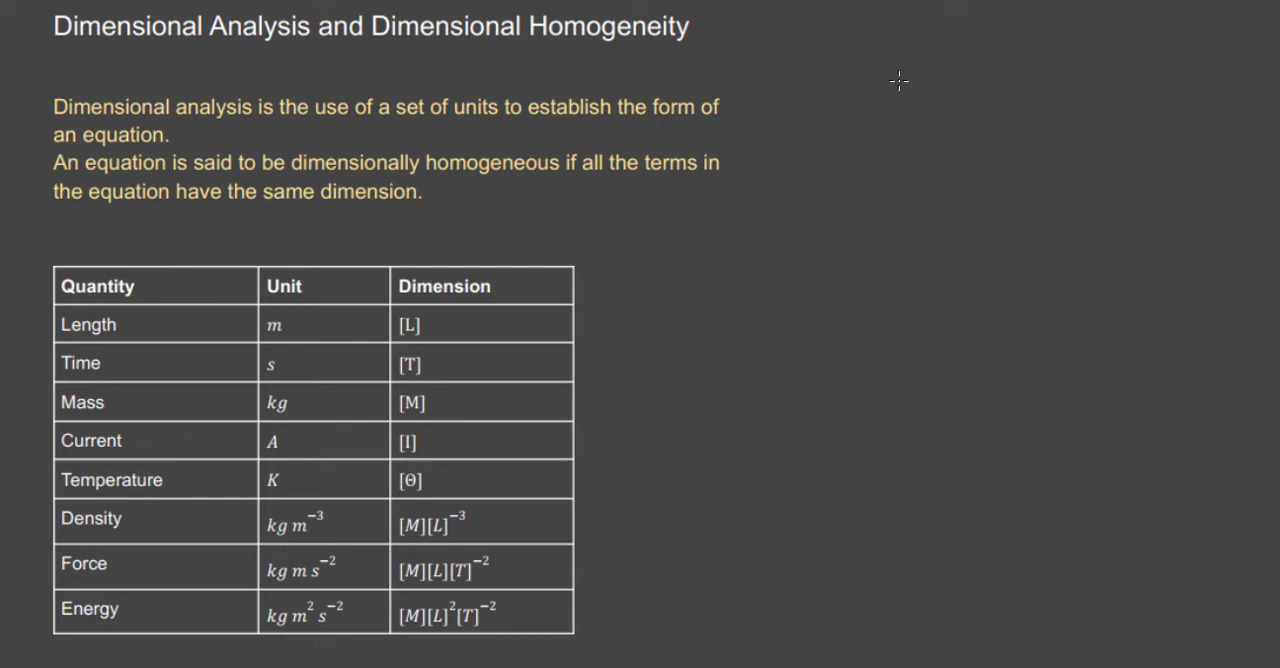 Dimensional Analysis and Dimensional Homogeneity
Dimensional analysis is the use of a set of units to establish the form of
an equation.
An equation is said to be dimensionally homogeneous if all the terms in
the equation have the same dimension.
Quantity Unit Dimension
Length m [L]
Time s [T]
Mass kg [M]
Current A [I]
Temperature K [Θ]
Density kg m⁻³ [M][L]⁻³
Force kg m s⁻² [M][L][T]⁻²
Energy kg m² s⁻² [M][L]²[T]⁻²